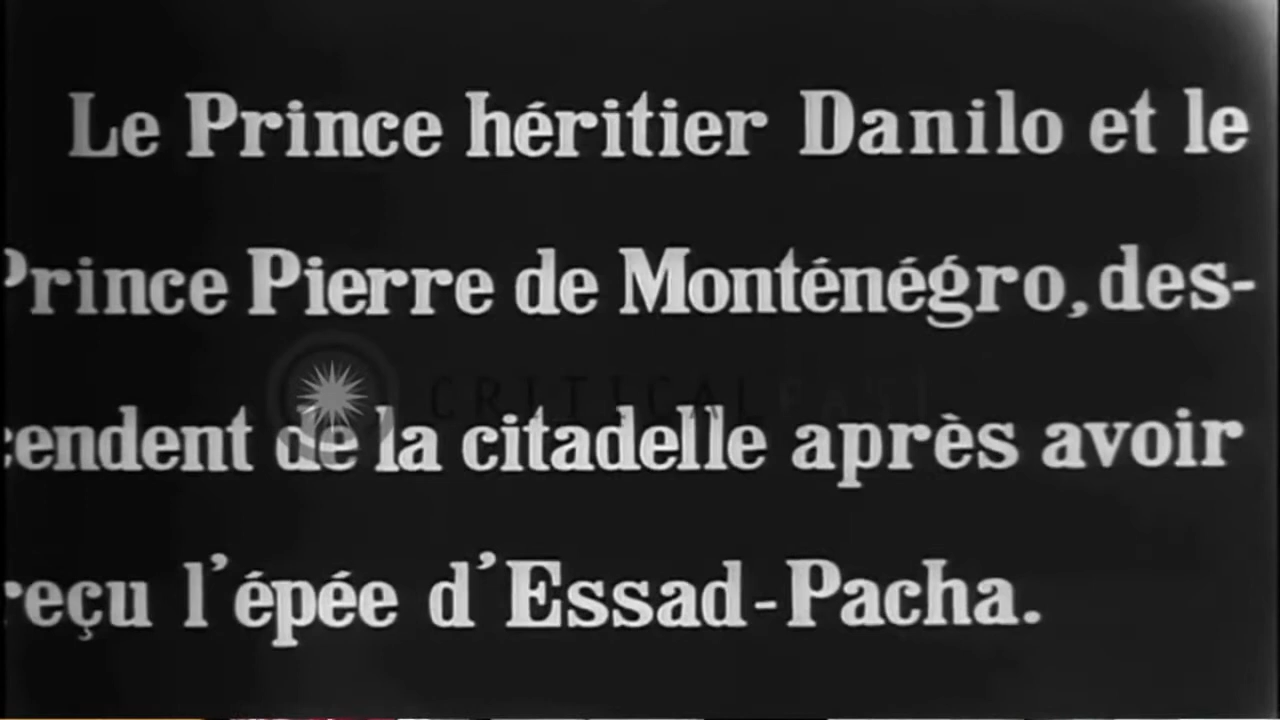 Le Prince héritier Danilo et le
Prince Pierre de Monténégro, des-
cendent de la citadelle après avoir
reçu l'épée d'Essad-Pacha.
CRITICALPAST